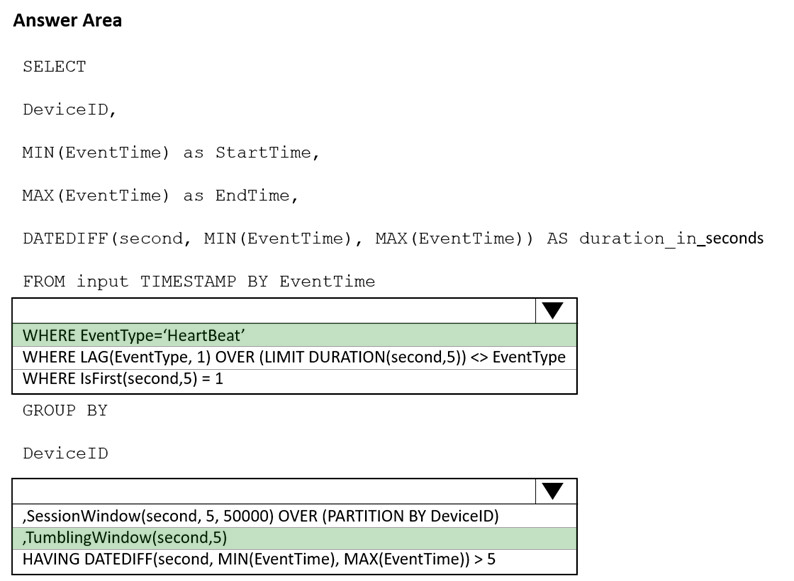 Answer Area
SELECT
DeviceID,
MIN(EventTime) as StartTime,
MAX(EventTime) as EndTime,
DATEDIFF(second, MIN(EventTime), MAX(EventTime)) AS duration_in_seconds
FROM input TIMESTAMP BY EventTime
WHERE EventType=‘HeartBeat’
WHERE LAG(EventType, 1) OVER (LIMIT DURATION(second,5)) <> EventType
WHERE IsFirst(second,5) = 1
GROUP BY
DeviceID
,SessionWindow(second, 5, 50000) OVER (PARTITION BY DeviceID)
,TumblingWindow(second,5)
HAVING DATEDIFF(second, MIN(EventTime), MAX(EventTime)) > 5